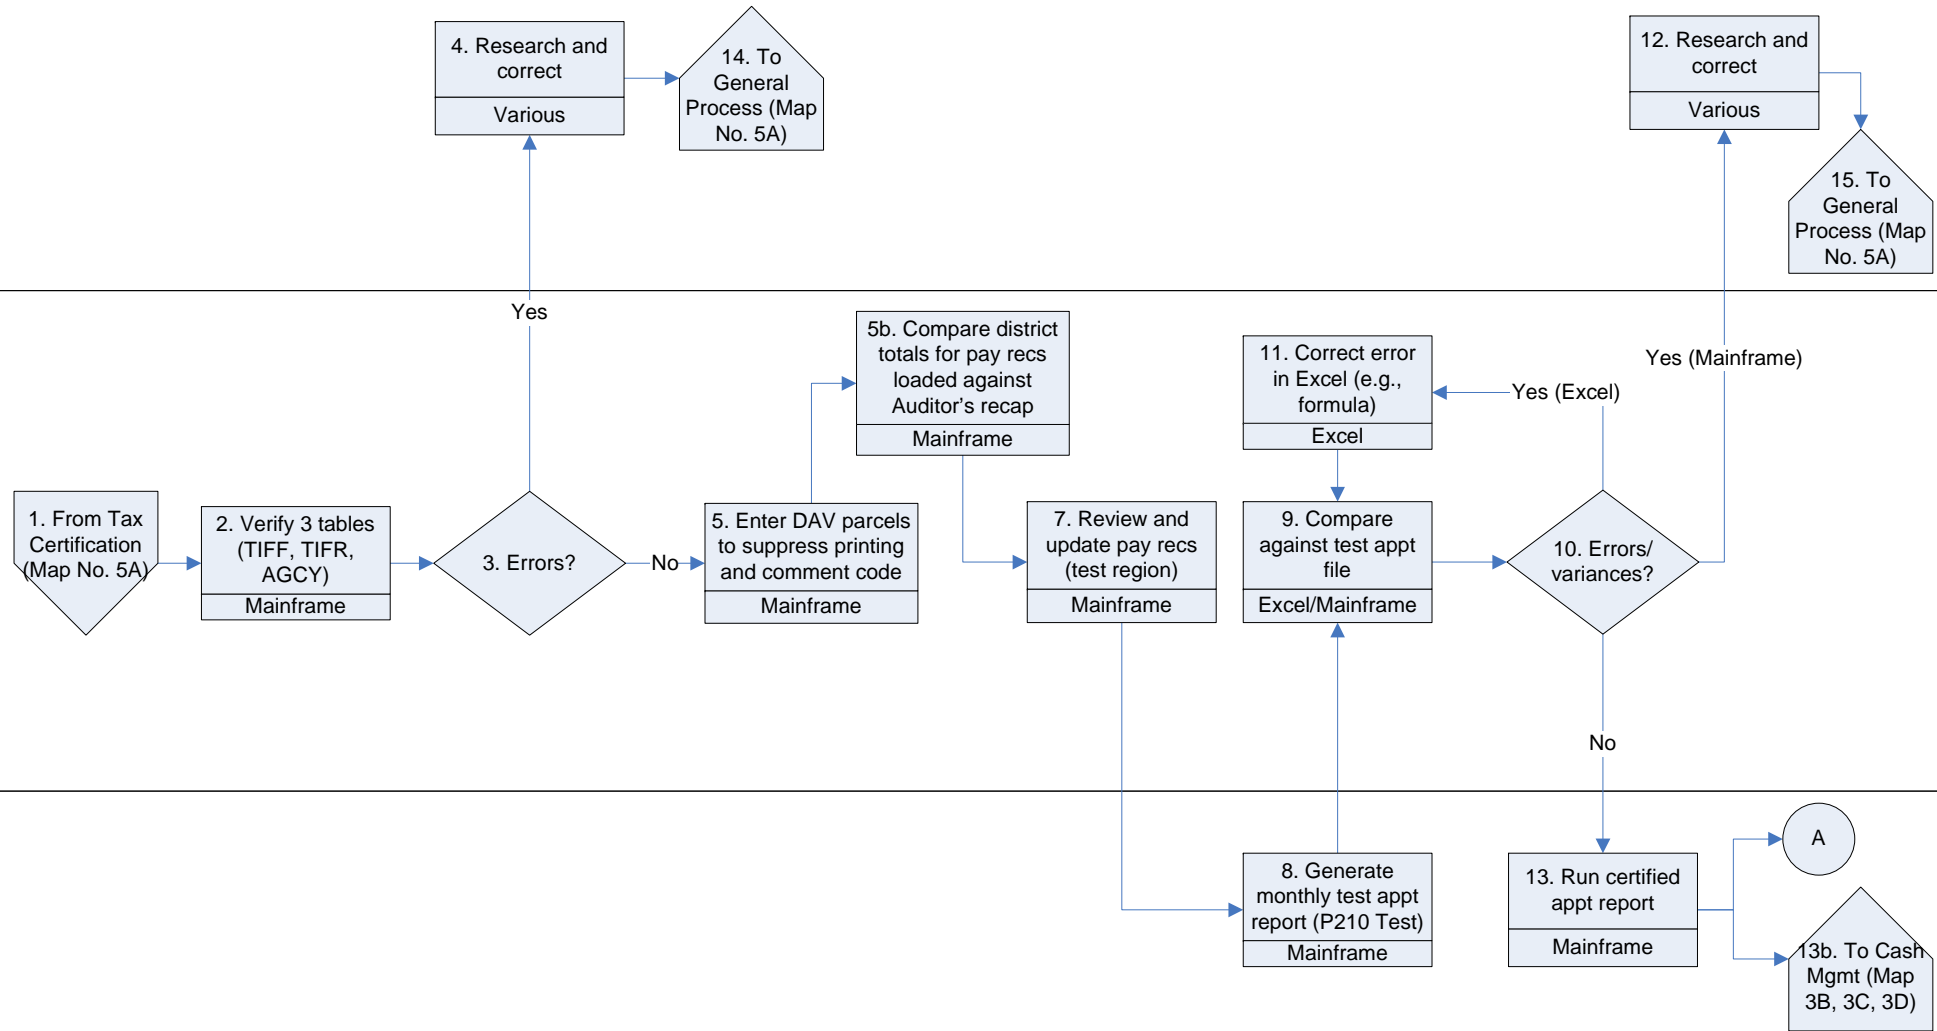 4. Research and
correct
Various
14. To
General
Process (Map
No. 5A)
12. Research and
correct
Various
15. To
General
Process (Map
No. 5A)
Yes
5b. Compare district
totals for pay recs
loaded against
Auditor's recap
Mainframe
11. Correct error
in Excel (e.g.,
formula)
Excel
Yes (Excel)
Yes (Mainframe)
1. From Tax
Certification
(Map No. 5A)
2. Verify 3 tables
(TIFF, TIFR,
AGCY)
Mainframe
3. Errors?
No
5. Enter DAV parcels
to suppress printing
and comment code
Mainframe
7. Review and
update pay recs
(test region)
Mainframe
9. Compare
against test appt
file
Excel/Mainframe
10. Errors/
variances?
No
8. Generate
monthly test appt
report (P210 Test)
Mainframe
13. Run certified
appt report
Mainframe
A
13b. To Cash
Mgmt (Map
3B, 3C, 3D)